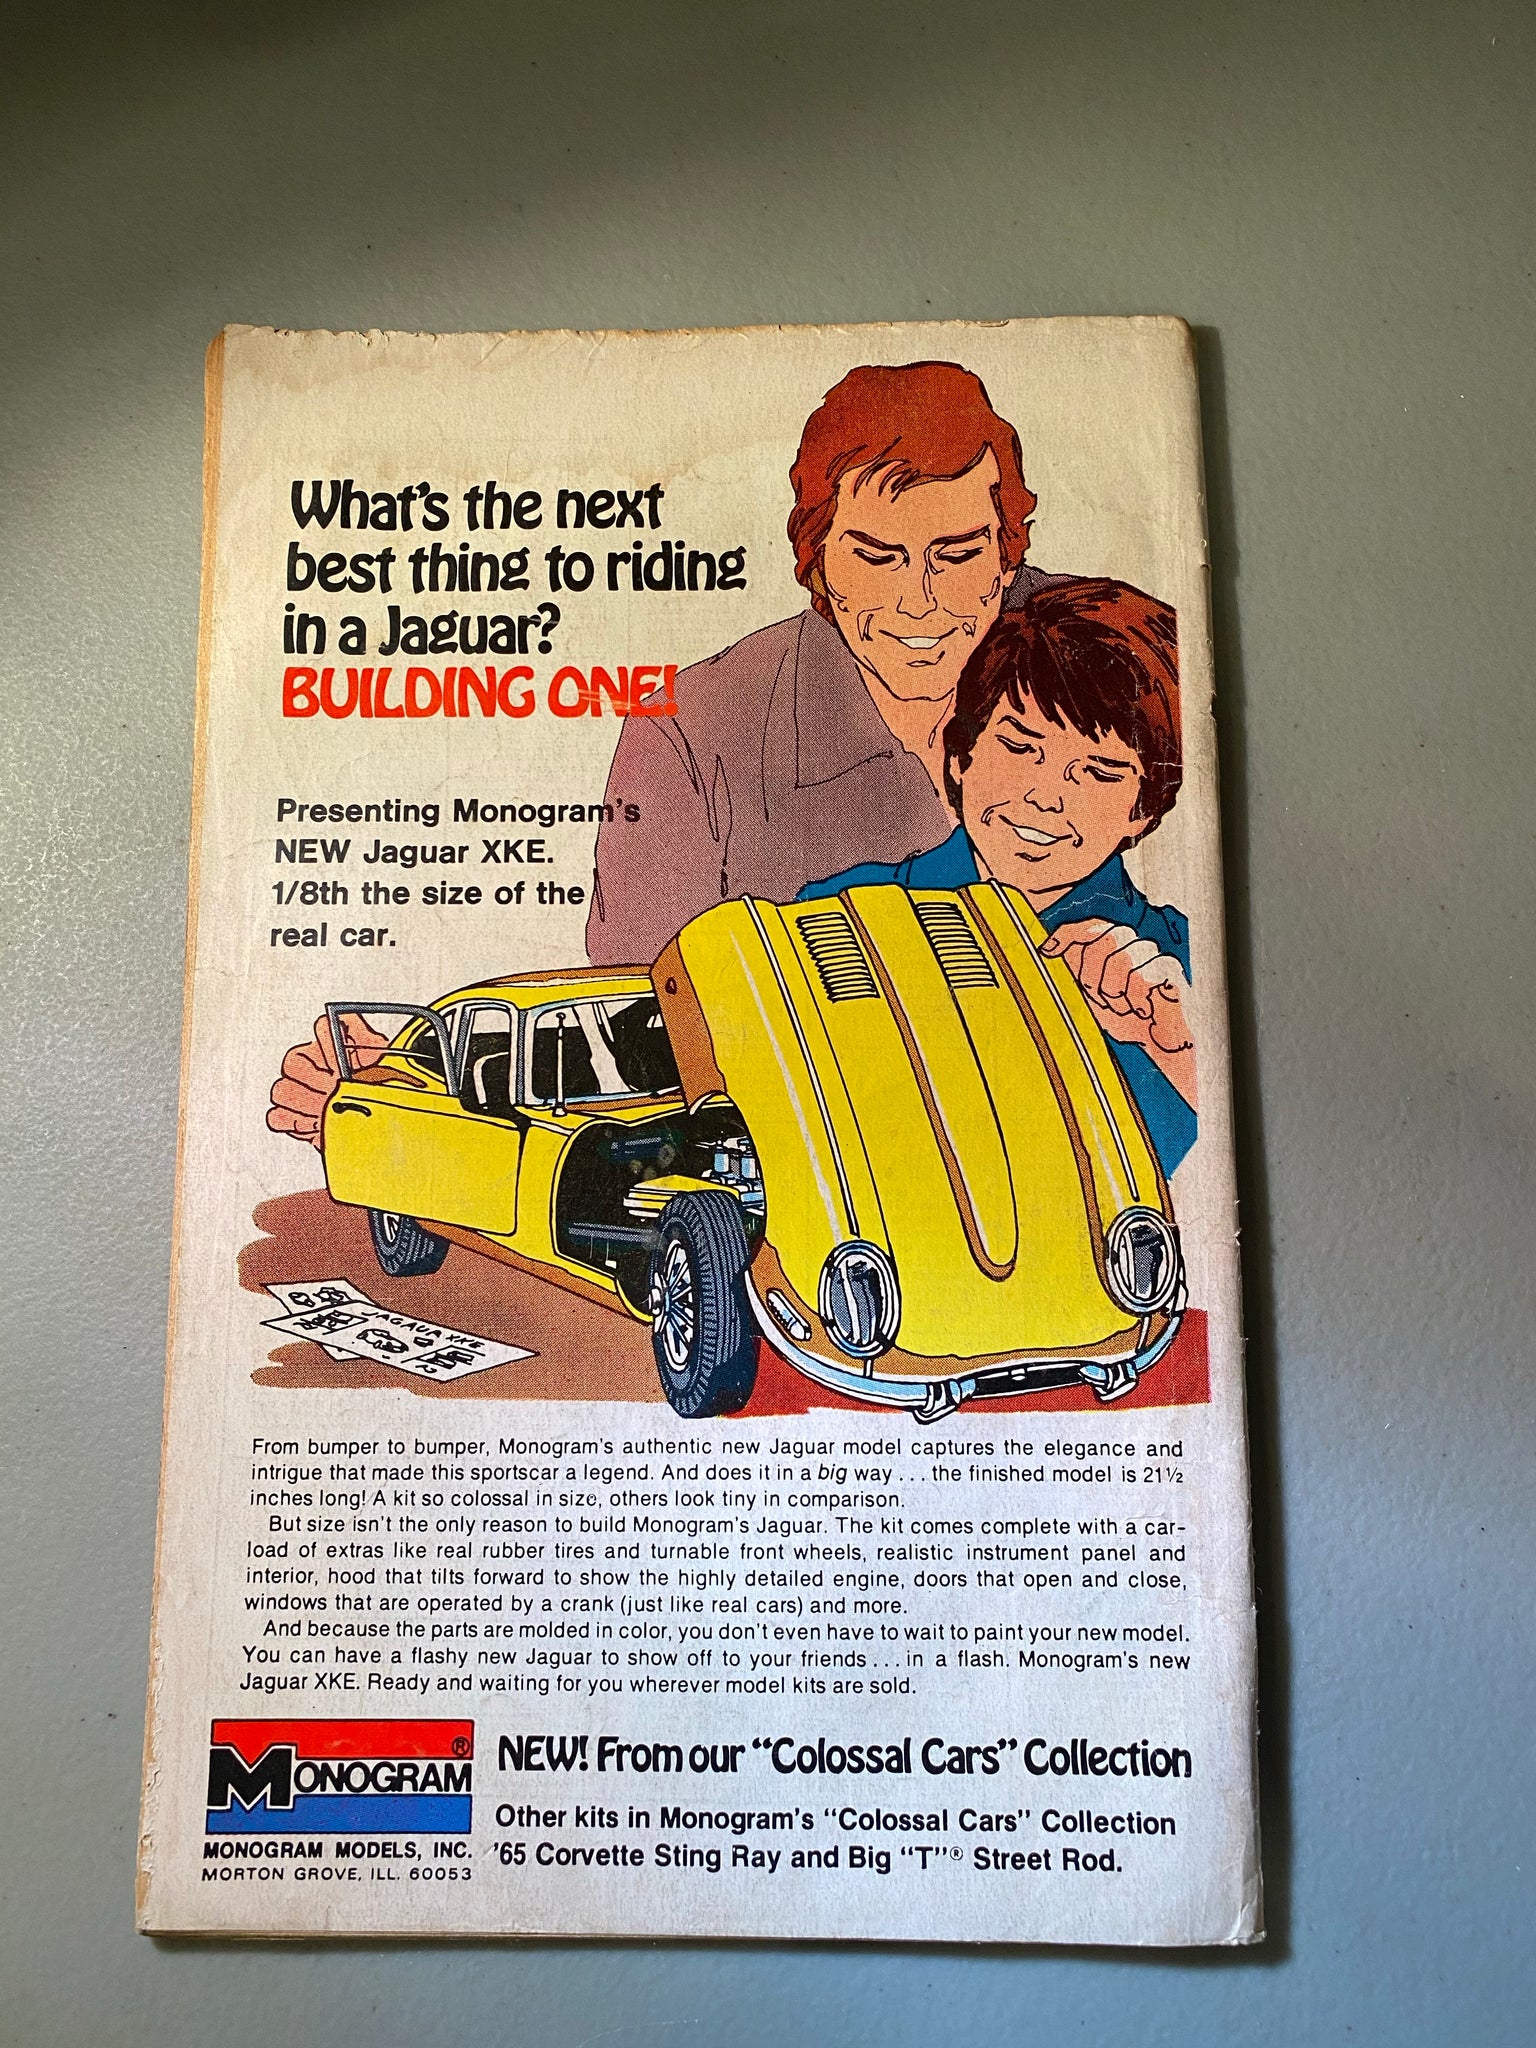 What's the next
best thing to riding
in a Jaguar?
BUILDING ONE!
Presenting Monogram's
NEW Jaguar XKE.
1/8th the size of the
real car.
JAGAUA XKE
From bumper to bumper, Monogram's authentic new Jaguar model captures the elegance and
intrigue that made this sportscar a legend. And does it in a big way . . . the finished model is 21½
inches long! A kit so colossal in size, others look tiny in comparison.
But size isn't the only reason to build Monogram's Jaguar. The kit comes complete with a car-
load of extras like real rubber tires and turnable front wheels, realistic instrument panel and
interior, hood that tilts forward to show the highly detailed engine, doors that open and close,
windows that are operated by a crank (just like real cars) and more.
And because the parts are molded in color, you don't even have to wait to paint your new model.
You can have a flashy new Jaguar to show off to your friends . . . in a flash. Monogram's new
Jaguar XKE. Ready and waiting for you wherever model kits are sold.
MONOGRAM®
MONOGRAM MODELS, INC.
MORTON GROVE, ILL. 60053
NEW! From our "Colossal Cars" Collection
Other kits in Monogram's "Colossal Cars" Collection
'65 Corvette Sting Ray and Big "T"® Street Rod.